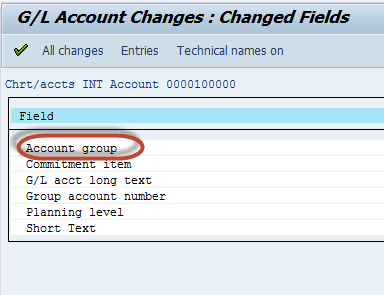 G/L Account Changes : Changed Fields
All changes Entries Technical names on
Chrt/accts INT Account 0000100000
Field
Account group
Commitment item
G/L acct long text
Group account number
Planning level
Short Text